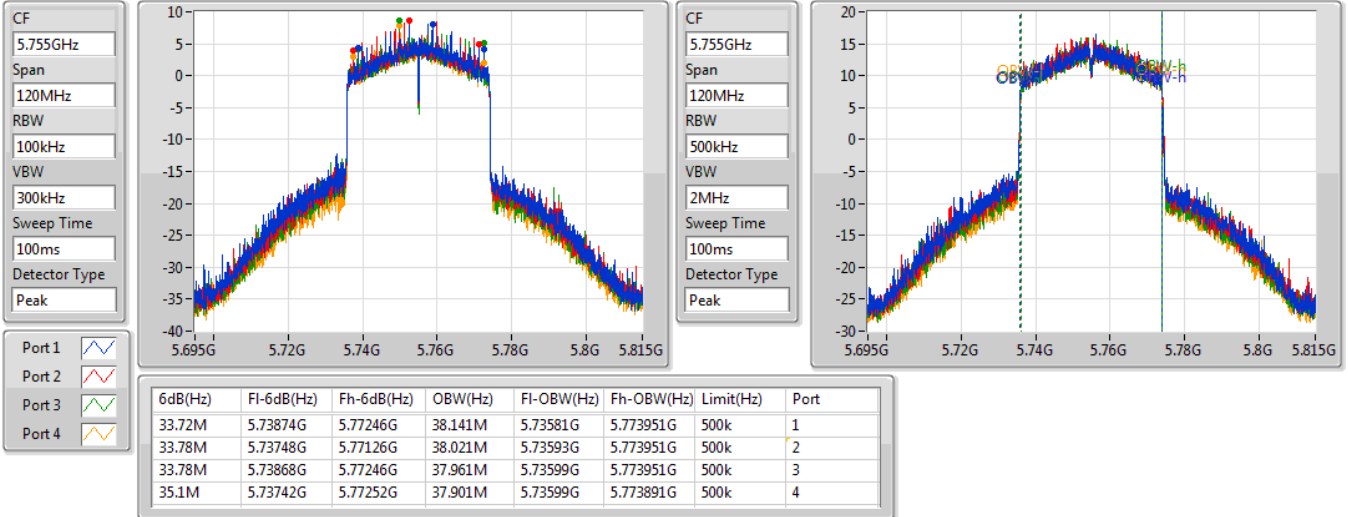 CF
5.755GHz
Span
120MHz
RBW
100kHz
VBW
300kHz
Sweep Time
100ms
Detector Type
Peak
10
5
0
-5
-10
-15
-20
-25
-30
-35
-40
5.695G 5.72G 5.74G 5.76G 5.78G 5.8G 5.815G
CF
5.755GHz
Span
120MHz
RBW
500kHz
VBW
2MHz
Sweep Time
100ms
Detector Type
Peak
20
15
10
5
0
-5
-10
-15
-20
-25
-30
OBW-h
5.695G 5.72G 5.74G 5.76G 5.78G 5.8G 5.815G
Port 1
Port 2
Port 3
Port 4
6dB(Hz) Fl-6dB(Hz) Fh-6dB(Hz) OBW(Hz) Fl-OBW(Hz) Fh-OBW(Hz) Limit(Hz) Port
33.72M 5.73874G 5.77246G 38.141M 5.73581G 5.773951G 500k 1
33.78M 5.73748G 5.77126G 38.021M 5.73593G 5.773951G 500k 2
33.78M 5.73868G 5.77246G 37.961M 5.73599G 5.773951G 500k 3
35.1M 5.73742G 5.77252G 37.901M 5.73599G 5.773891G 500k 4